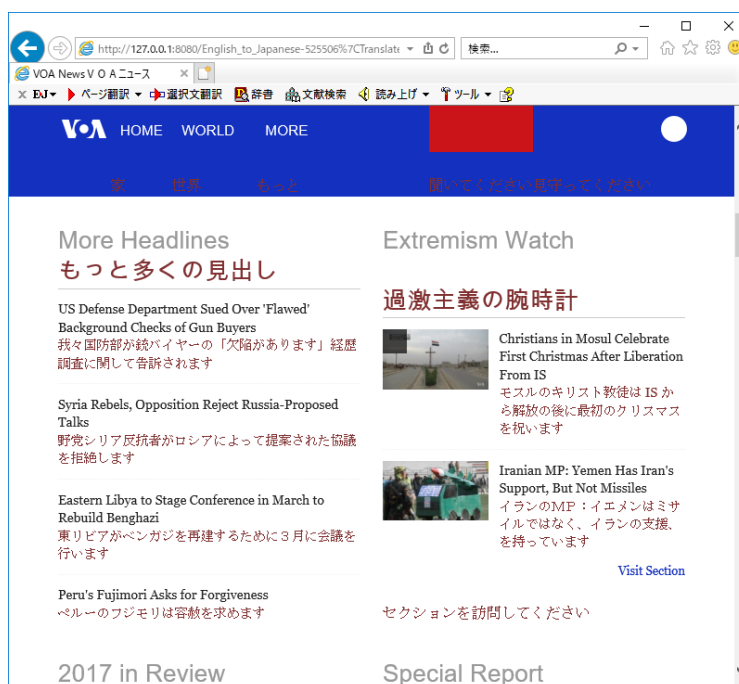 http://127.0.0.1:8080/English_to_Japanese-525506%7CTranslate
検索...
VOA News V O A ニュース
EJ ページ翻訳 選択文翻訳 辞書 文献検索 読み上げ ツール
VOA HOME WORLD MORE
家 世界 もっと 聞いてください見守ってください
More Headlines
もっと多くの見出し
US Defense Department Sued Over 'Flawed'
Background Checks of Gun Buyers
我々国防部が銃バイヤーの「欠陥があります」経歴
調査に関して告訴されます
Syria Rebels, Opposition Reject Russia-Proposed
Talks
野党シリア反抗者がロシアによって提案された協議
を拒絶します
Eastern Libya to Stage Conference in March to
Rebuild Benghazi
東リビアがベンガジを再建するために３月に会議を
行います
Peru's Fujimori Asks for Forgiveness
ペルーのフジモリは容赦を求めます
2017 in Review
Extremism Watch
過激主義の腕時計
Christians in Mosul Celebrate
First Christmas After Liberation
From IS
モスルのキリスト教徒は IS か
ら解放の後に最初のクリスマス
を祝います
Iranian MP: Yemen Has Iran's
Support, But Not Missiles
イランのMP：イエメンはミサ
イルではなく、イランの支援、
を持っています
Visit Section
セクションを訪問してください
Special Report